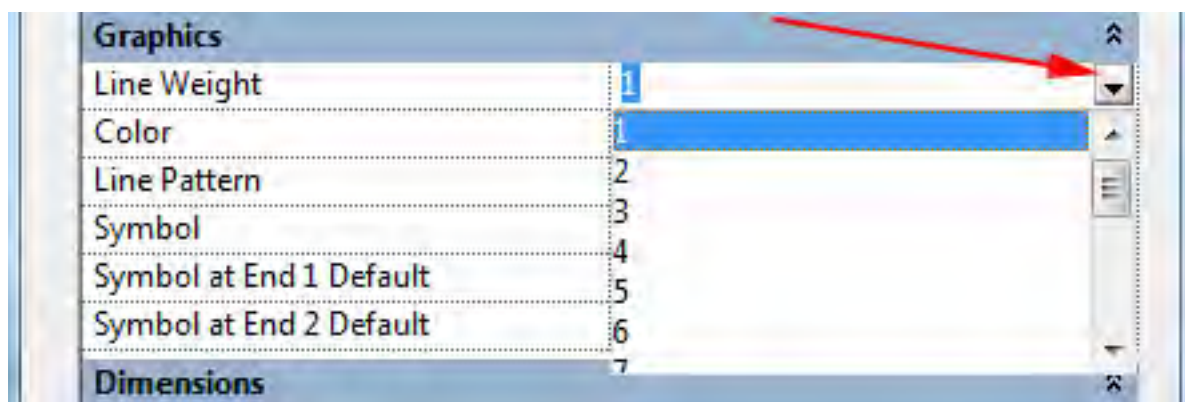 Graphics
Line Weight 1
Color 1
Line Pattern 2
Symbol 3
4
Symbol at End 1 Default 5
Symbol at End 2 Default 6
7
Dimensions